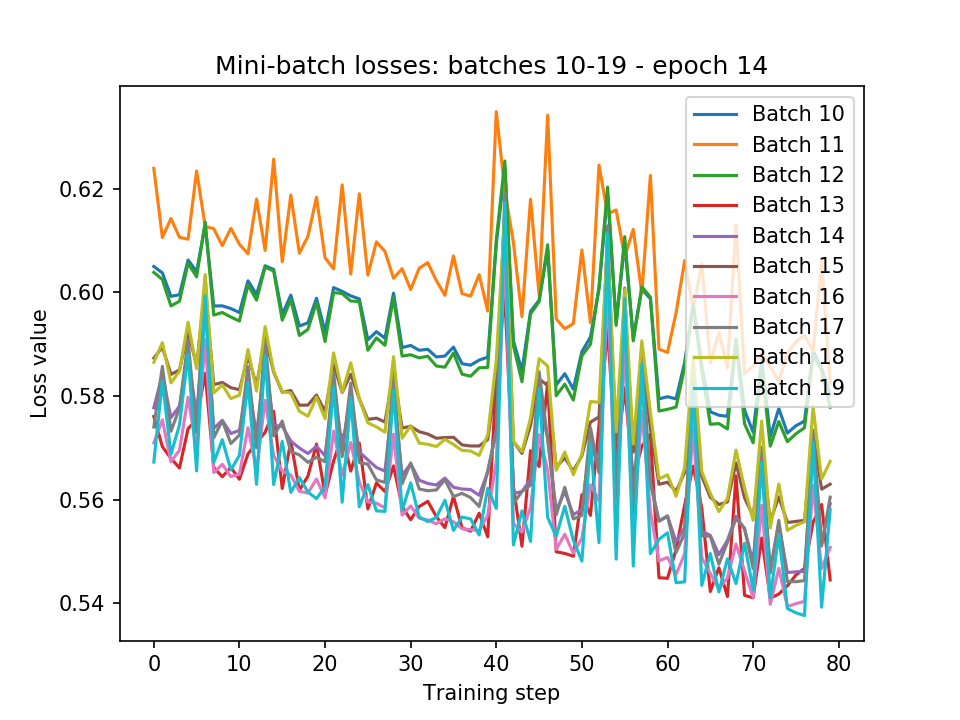 Mini-batch losses: batches 10-19 - epoch 14
Loss value
0.62
0.60
0.58
0.56
0.54
Batch 10
Batch 11
Batch 12
Batch 13
Batch 14
Batch 15
Batch 16
Batch 17
Batch 18
Batch 19
0 10 20 30 40 50 60 70 80
Training step